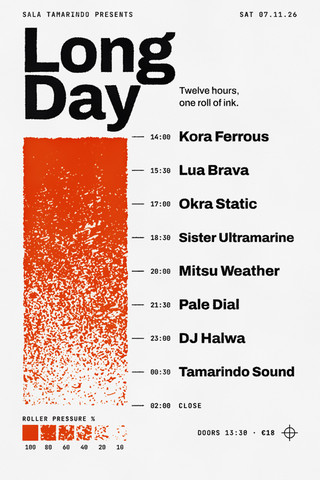 SALA TAMARINDO PRESENTS
SAT 07.11.26
Long
Day
Twelve hours,
one roll of ink.
14:00 Kora Ferrous
15:30 Lua Brava
17:00 Okra Static
18:30 Sister Ultramarine
20:00 Mitsu Weather
21:30 Pale Dial
23:00 DJ Halwa
00:30 Tamarindo Sound
02:00 CLOSE
ROLLER PRESSURE %
100 80 60 40 20 10
DOORS 13:30 · €18